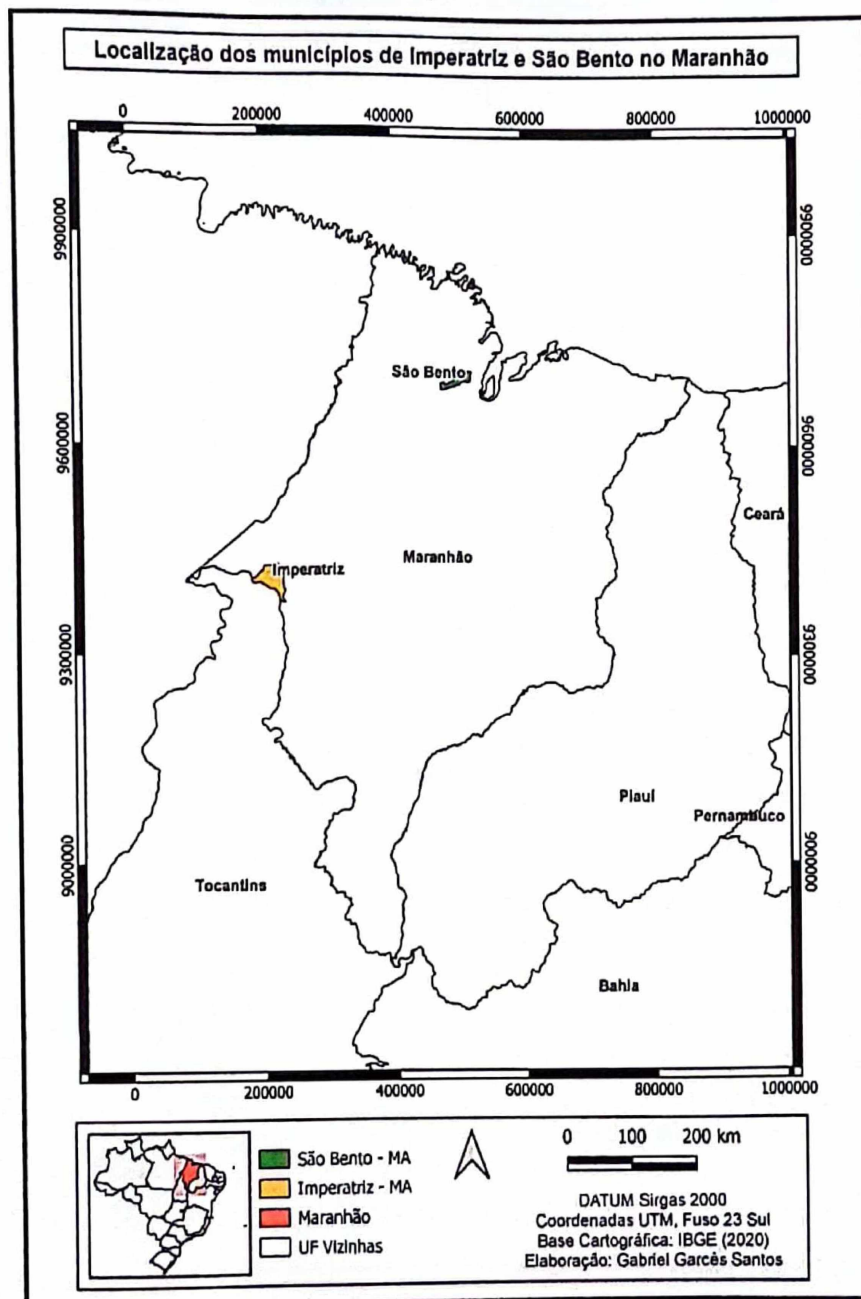 Localização dos municípios de Imperatriz e São Bento no Maranhão
0 200000 400000 600000 800000 1000000
9900000 9900000
São Bento
9600000 9600000
Ceará
Imperatriz
Maranhão
9300000 9300000
Piauí
Pernambuco
9000000 9000000
Tocantins
Bahia
0 200000 400000 600000 800000 1000000
São Bento - MA
Imperatriz - MA
Maranhão
UF Vizinhas
0 100 200 km
DATUM Sirgas 2000
Coordenadas UTM, Fuso 23 Sul
Base Cartográfica: IBGE (2020)
Elaboração: Gabriel Garcês Santos